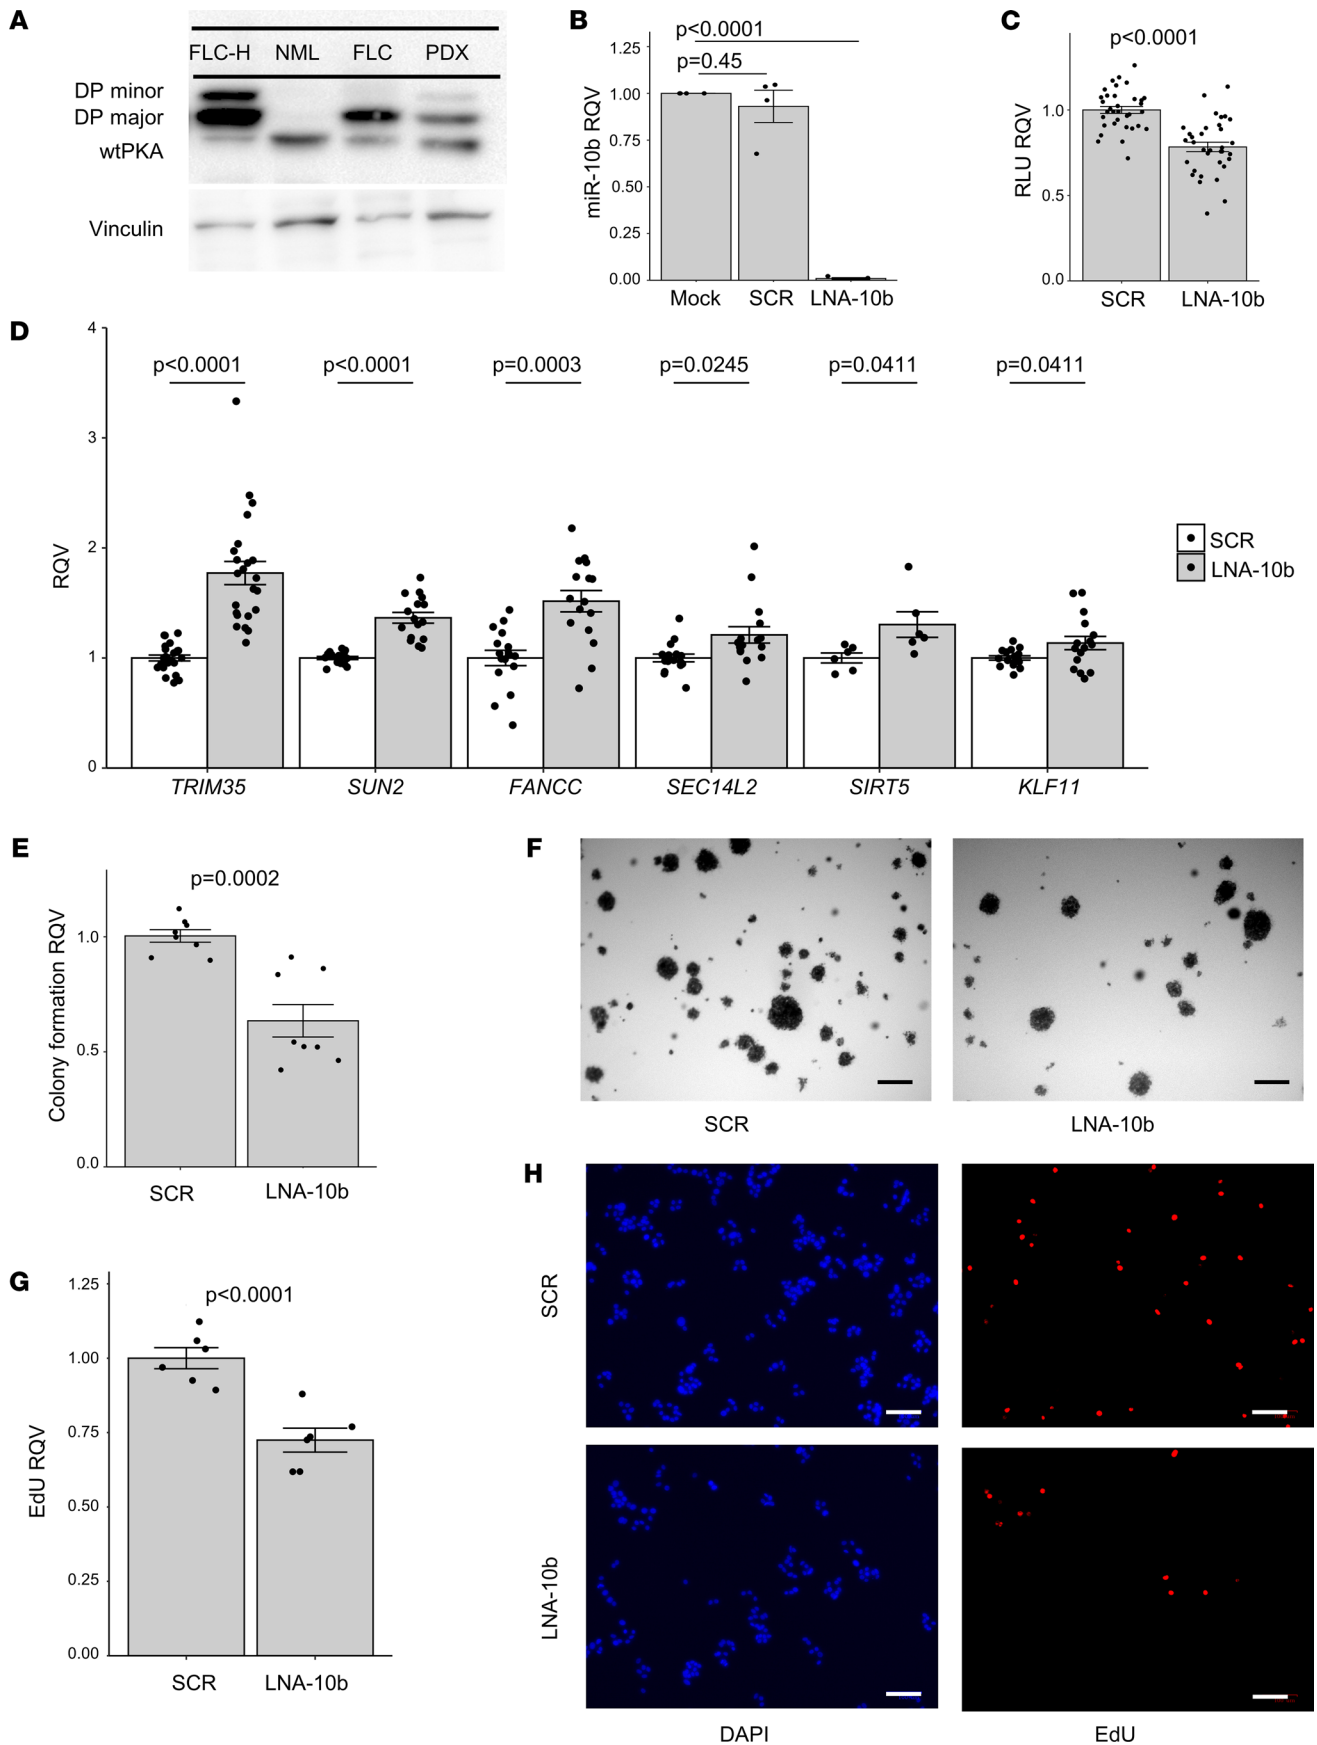 A
FLC-H NML FLC PDX
DP minor
DP major
wtPKA
Vinculin
B
p<0.0001
p=0.45
miR-10b RQV
1.25
1.00
0.75
0.50
0.25
0.00
Mock SCR LNA-10b
C
p<0.0001
RLU RQV
1.0
0.5
0.0
SCR LNA-10b
D
RQV
4
3
2
1
0
p<0.0001 p<0.0001 p=0.0003 p=0.0245 p=0.0411 p=0.0411
SCR
LNA-10b
TRIM35 SUN2 FANCC SEC14L2 SIRT5 KLF11
E
p=0.0002
Colony formation RQV
1.0
0.5
0.0
SCR LNA-10b
F
SCR LNA-10b
G
p<0.0001
EdU RQV
1.25
1.00
0.75
0.50
0.25
0.00
SCR LNA-10b
H
SCR
LNA-10b
DAPI EdU